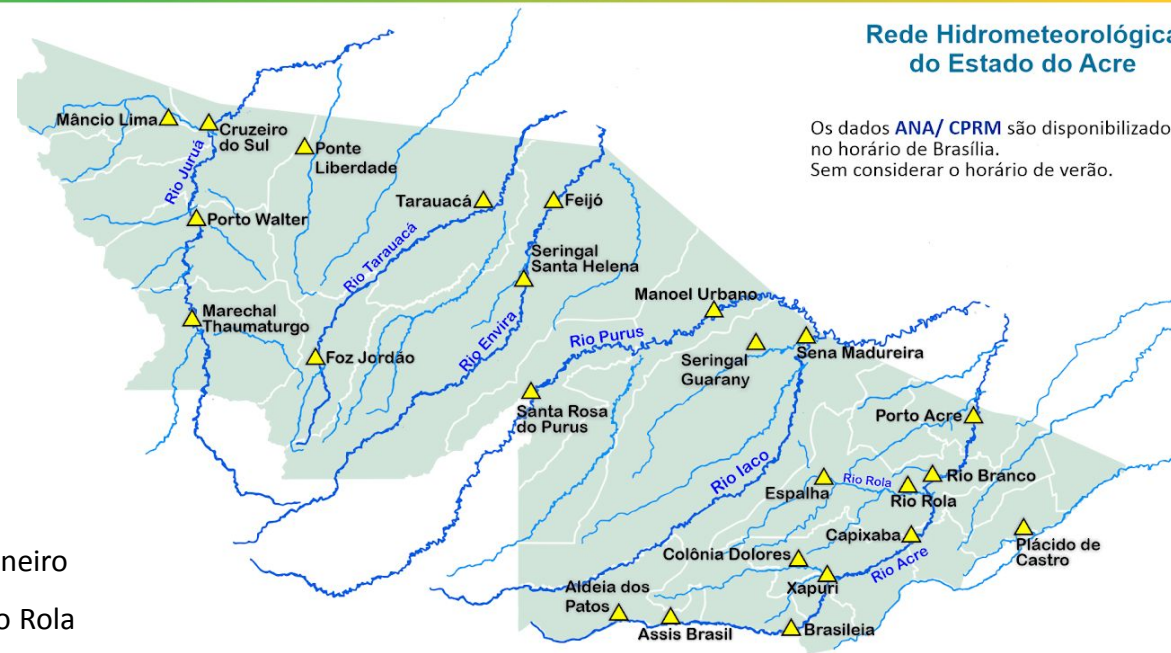 Rede Hidrometeorológica
do Estado do Acre
Os dados ANA/ CPRM são disponibilizado
no horário de Brasília.
Sem considerar o horário de verão.
Mâncio Lima
Cruzeiro
do Sul
Ponte
Liberdade
Rio Juruá
Porto Walter
Tarauacá
Feijó
Rio Tarauacá
Seringal
Santa Helena
Marechal
Thaumaturgo
Foz Jordão
Rio Envira
Manoel Urbano
Rio Purus
Seringal
Guarany
Sena Madureira
Santa Rosa
do Purus
Porto Acre
Rio Iaco
Espalha
Rio Rola
Rio Branco
Rio Rola
Capixaba
Plácido de
Castro
Colônia Dolores
Rio Acre
Xapuri
Aldeia dos
Patos
Assis Brasil
Brasileia
neiro
o Rola